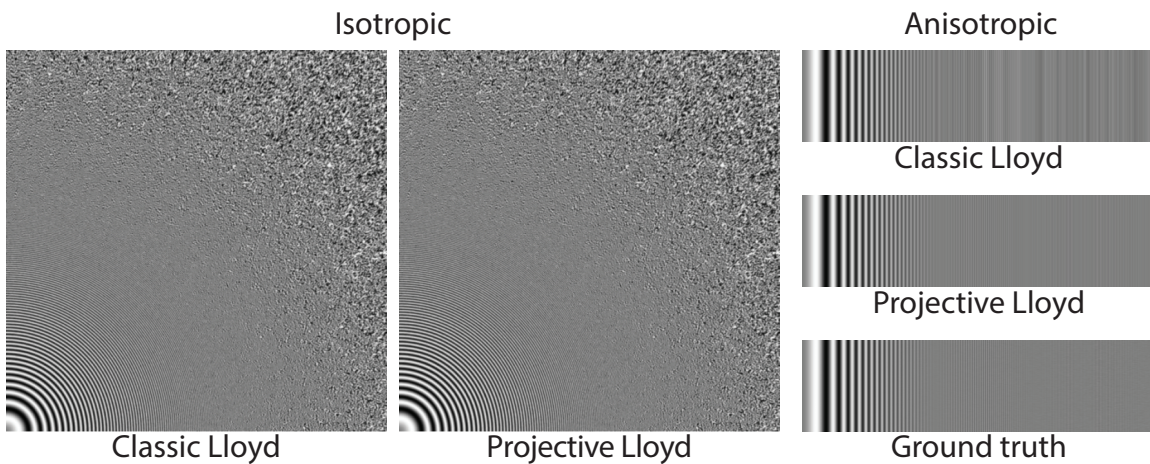 Isotropic
Anisotropic
Classic Lloyd
Projective Lloyd
Classic Lloyd
Projective Lloyd
Ground truth